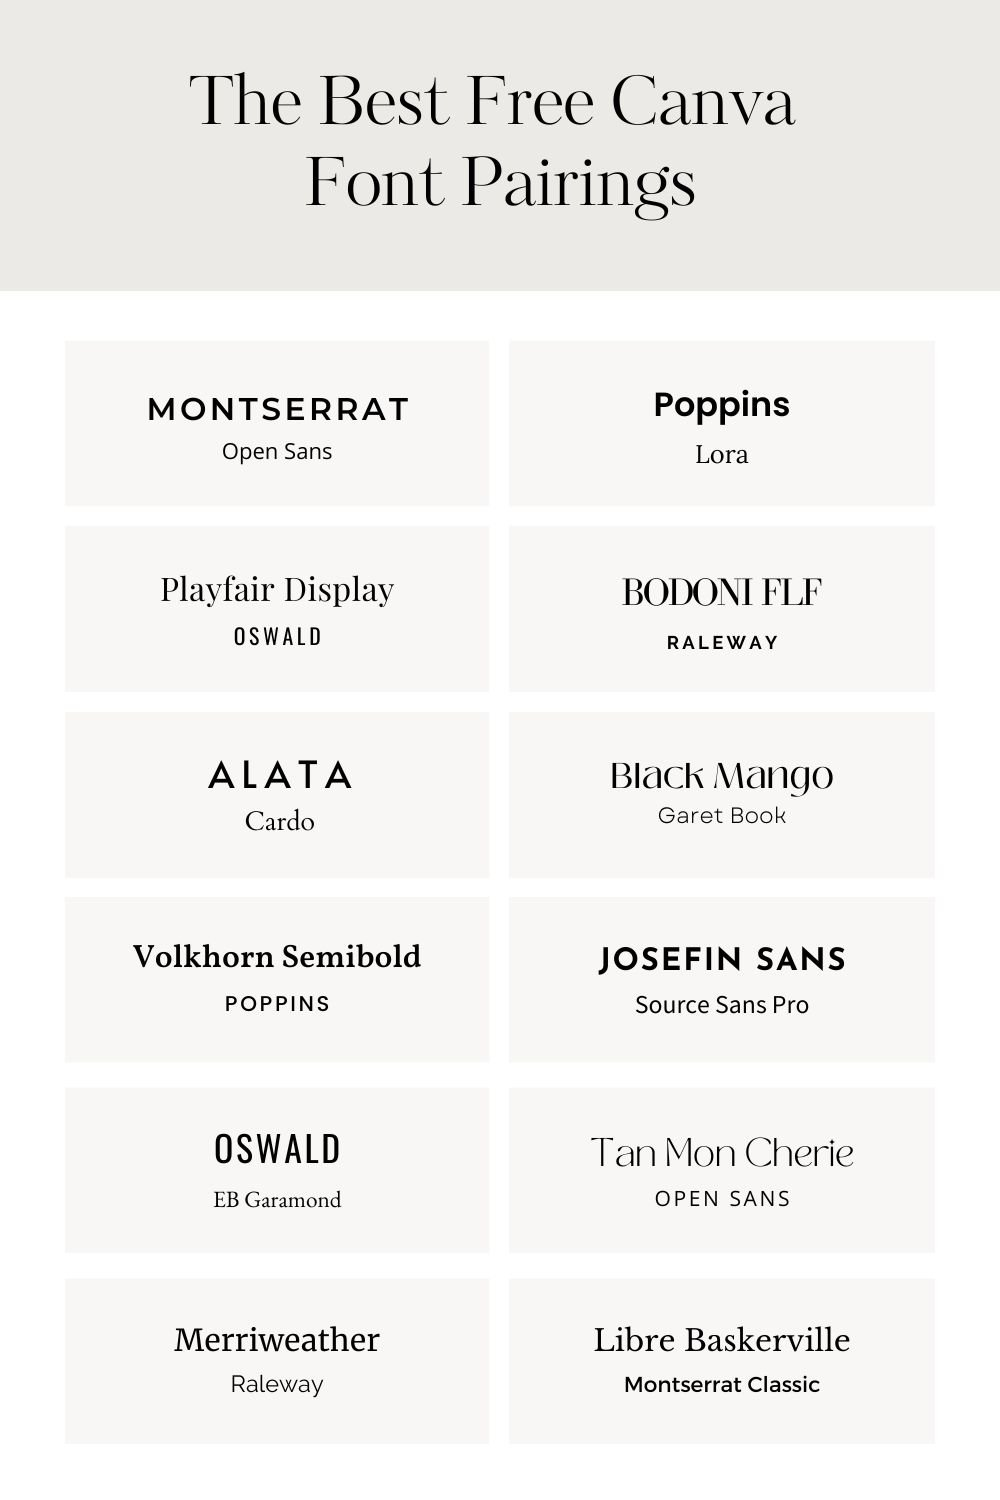 The Best Free Canva
Font Pairings
MONTSERRAT
Open Sans
Poppins
Lora
Playfair Display
OSWALD
BODONI FLF
RALEWAY
ALATA
Cardo
Black Mango
Garet Book
Volkhorn Semibold
POPPINS
JOSEFIN SANS
Source Sans Pro
OSWALD
EB Garamond
Tan Mon Cherie
OPEN SANS
Merriweather
Raleway
Libre Baskerville
Montserrat Classic